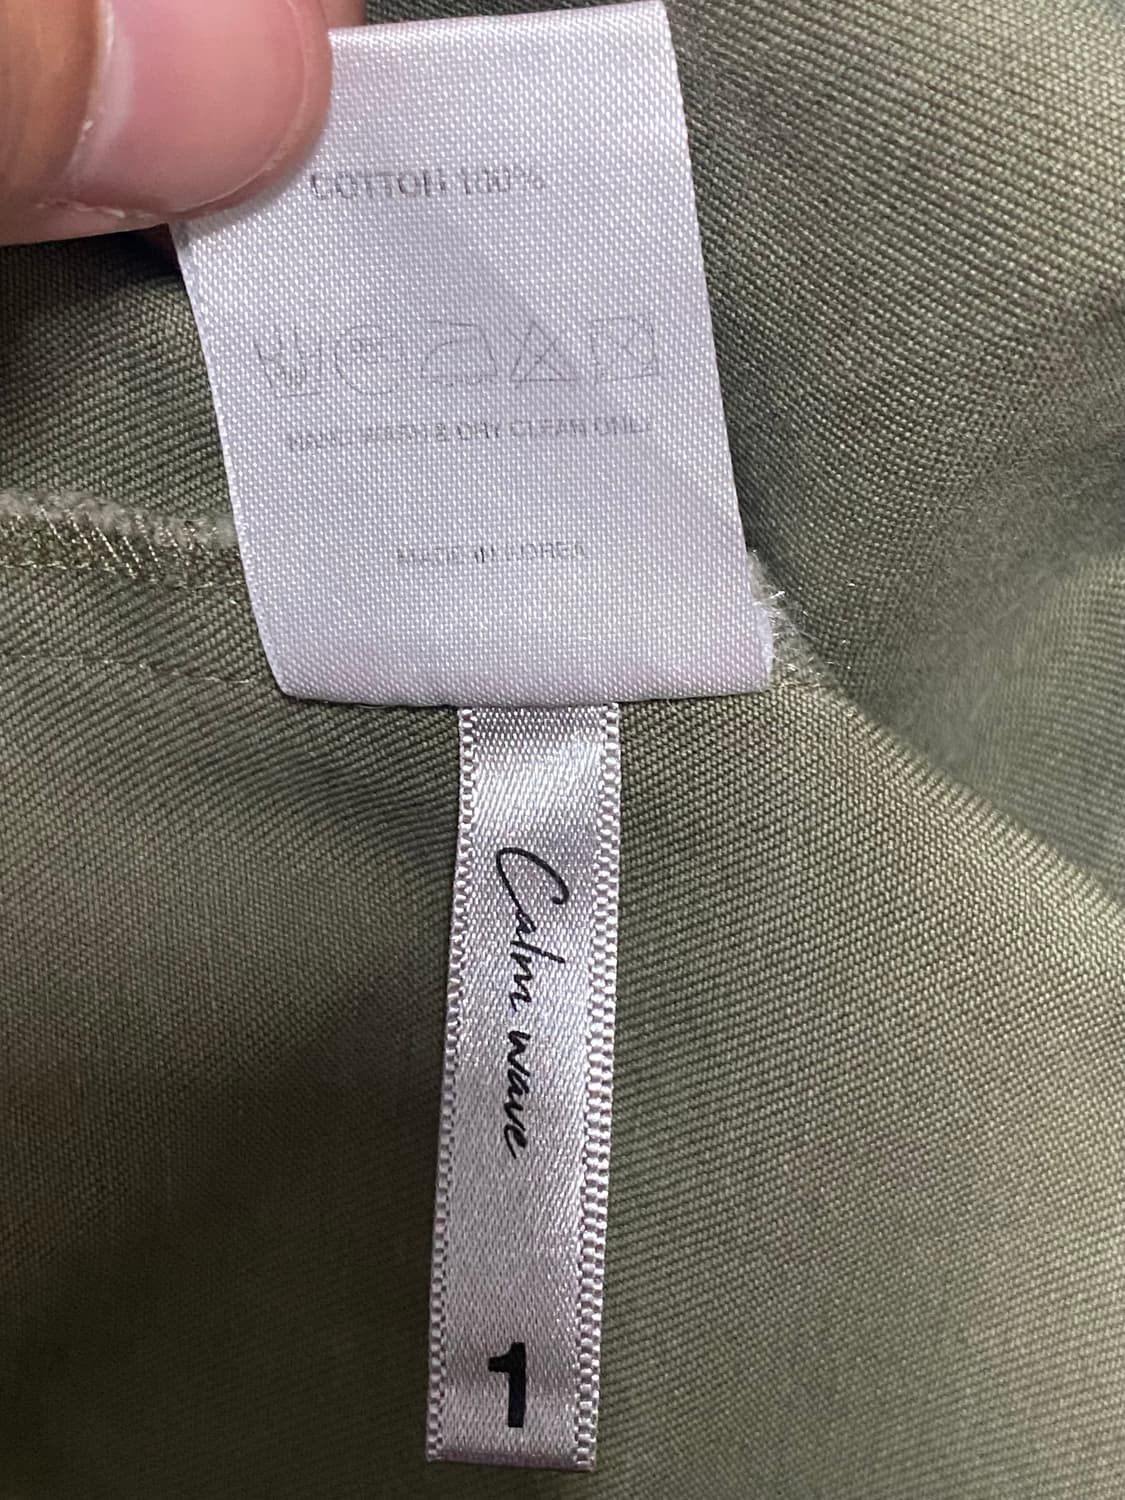 COTTON 100%
HAND WASH & DRY CLEAN ONLY
MADE IN KOREA
Calm wave
1